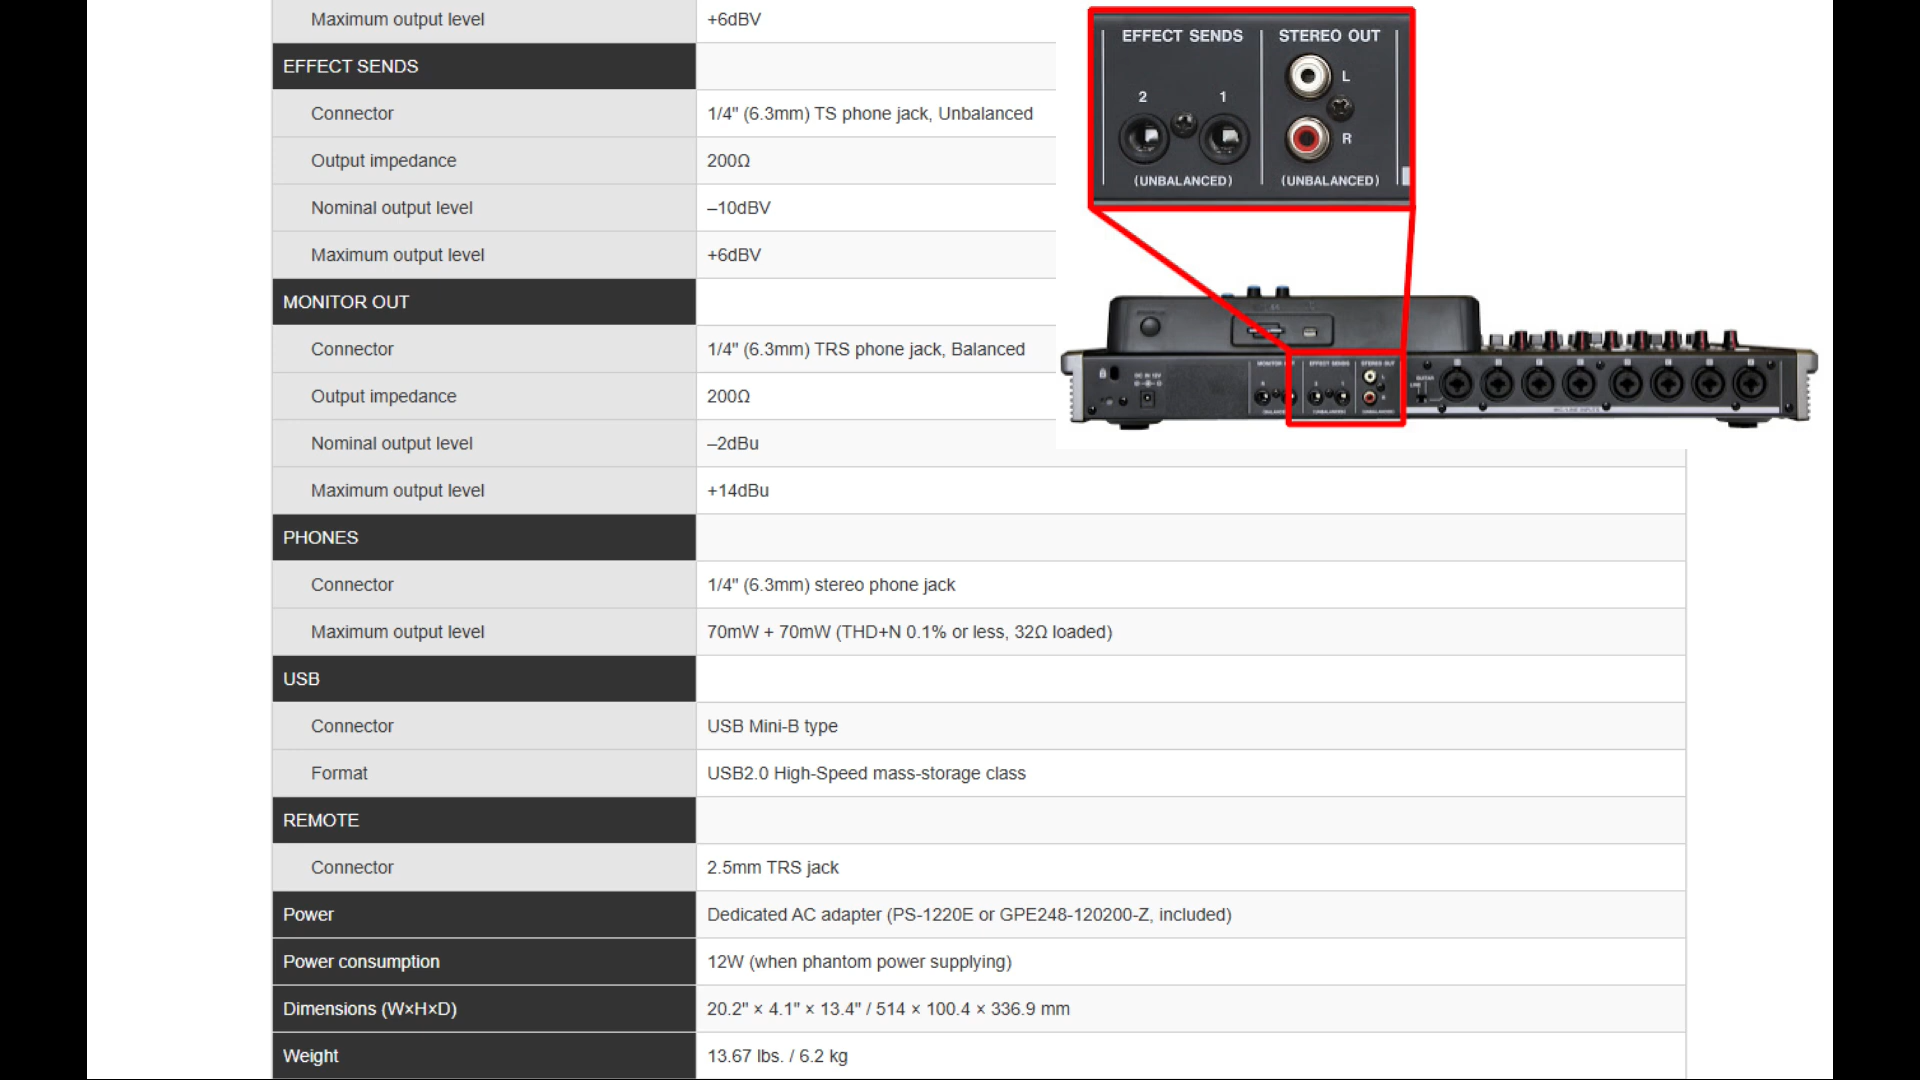 Maximum output level +6dBV
EFFECT SENDS
Connector 1/4" (6.3mm) TS phone jack, Unbalanced
Output impedance 200Ω
Nominal output level –10dBV
Maximum output level +6dBV
MONITOR OUT
Connector 1/4" (6.3mm) TRS phone jack, Balanced
Output impedance 200Ω
Nominal output level –2dBu
Maximum output level +14dBu
PHONES
Connector 1/4" (6.3mm) stereo phone jack
Maximum output level 70mW + 70mW (THD+N 0.1% or less, 32Ω loaded)
USB
Connector USB Mini-B type
Format USB2.0 High-Speed mass-storage class
REMOTE
Connector 2.5mm TRS jack
Power Dedicated AC adapter (PS-1220E or GPE248-120200-Z, included)
Power consumption 12W (when phantom power supplying)
Dimensions (W×H×D) 20.2" × 4.1" × 13.4" / 514 × 100.4 × 336.9 mm
Weight 13.67 lbs. / 6.2 kg
EFFECT SENDS STEREO OUT
L
2 1
R
(UNBALANCED) (UNBALANCED)
DC IN 12V
EFFECT SENDS STEREO OUT